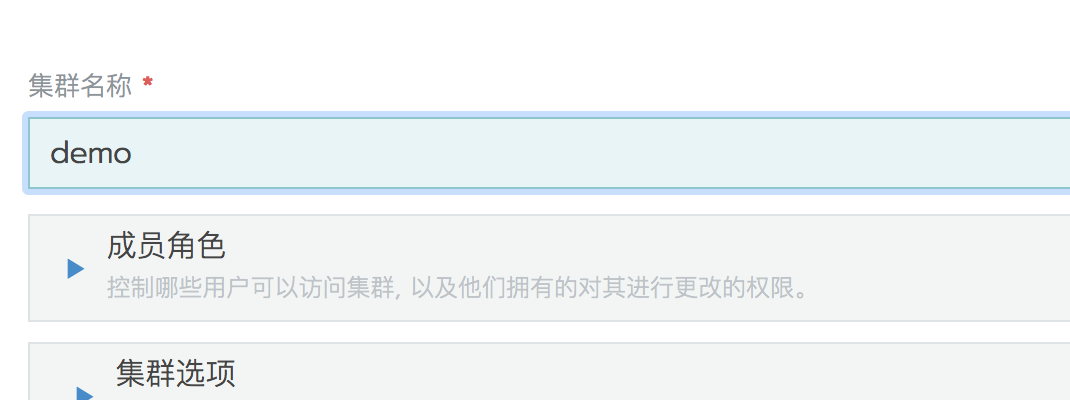 集群名称 *
demo
成员角色
控制哪些用户可以访问集群, 以及他们拥有的对其进行更改的权限。
集群选项